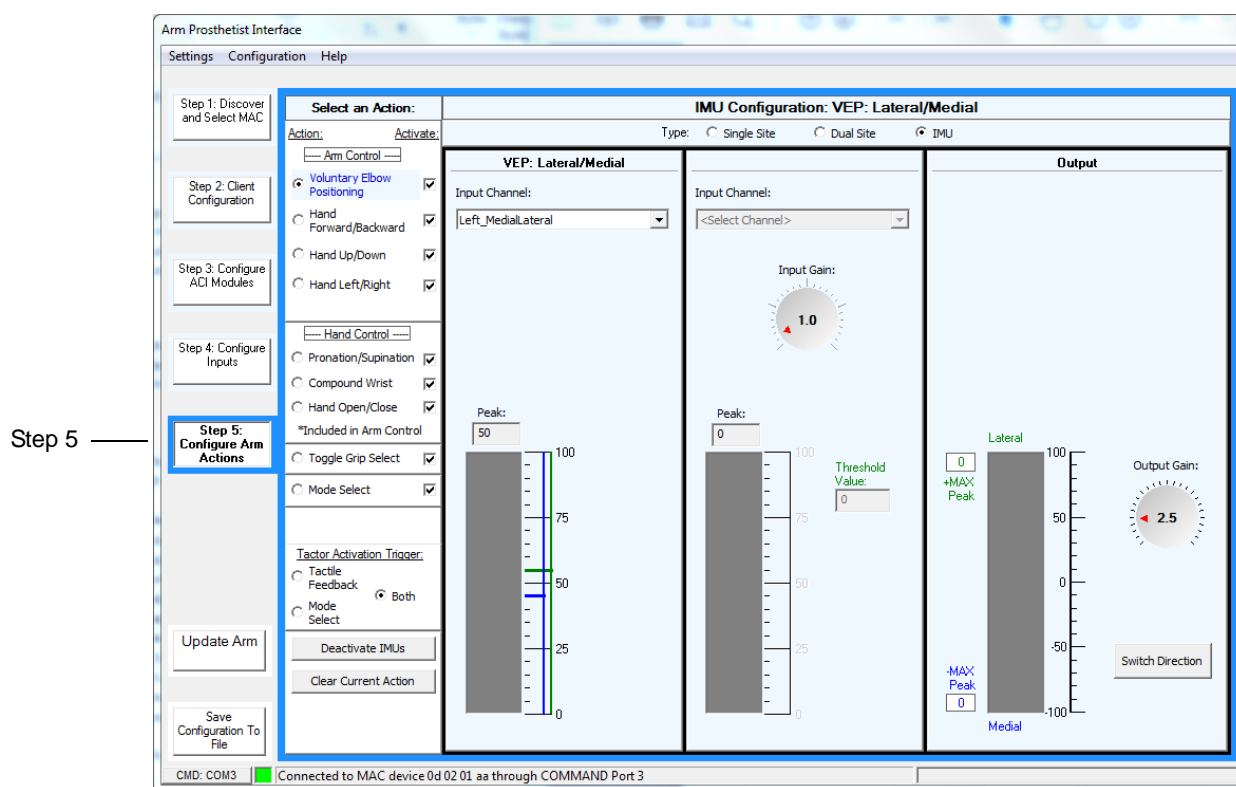 Arm Prosthetist Interface
Settings Configuration Help
Step 1: Discover
and Select MAC
Step 2: Client
Configuration
Step 3: Configure
ACI Modules
Step 4: Configure
Inputs
Step 5
Step 5:
Configure Arm
Actions
Update Arm
Save
Configuration To
File
Select an Action:
Action: Activate:
---- Arm Control ----
Voluntary Elbow
Positioning
Hand
Forward/Backward
Hand Up/Down
Hand Left/Right
---- Hand Control ----
Pronation/Supination
Compound Wrist
Hand Open/Close
*Included in Arm Control
Toggle Grip Select
Mode Select
Tactor Activation Trigger:
Tactile
Feedback
Both
Mode
Select
Deactivate IMUs
Clear Current Action
IMU Configuration: VEP: Lateral/Medial
Type: Single Site Dual Site IMU
VEP: Lateral/Medial
Input Channel:
Left_MedialLateral
Peak:
50
100
75
50
25
0
Input Channel:
<Select Channel>
Input Gain:
1.0
Peak:
0
100
75
50
25
0
Threshold
Value:
0
Output
Lateral
0
+MAX
Peak
100
50
0
-50
-100
Output Gain:
2.5
Switch Direction
-MAX
Peak
0
Medial
CMD: COM3 Connected to MAC device 0d 02 01 aa through COMMAND Port 3